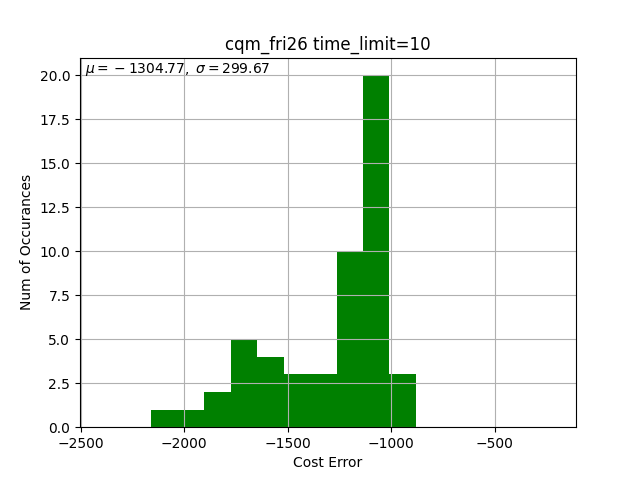 cqm_fri26 time_limit=10
μ = −1304.77, σ = 299.67
20.0
17.5
15.0
12.5
10.0
7.5
5.0
2.5
0.0
Num of Occurances
−2500 −2000 −1500 −1000 −500
Cost Error